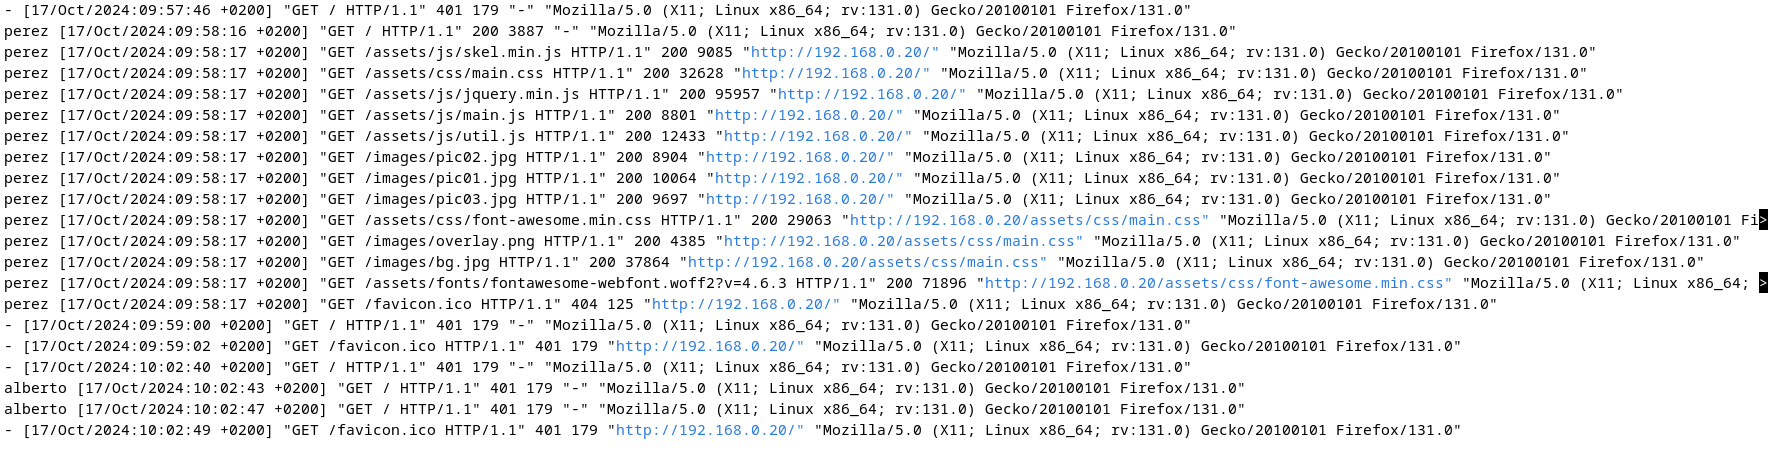 - [17/Oct/2024:09:57:46 +0200] "GET / HTTP/1.1" 401 179 "-" "Mozilla/5.0 (X11; Linux x86_64; rv:131.0) Gecko/20100101 Firefox/131.0"
perez [17/Oct/2024:09:58:16 +0200] "GET / HTTP/1.1" 200 3887 "-" "Mozilla/5.0 (X11; Linux x86_64; rv:131.0) Gecko/20100101 Firefox/131.0"
perez [17/Oct/2024:09:58:17 +0200] "GET /assets/js/skel.min.js HTTP/1.1" 200 9085 "http://192.168.0.20/" "Mozilla/5.0 (X11; Linux x86_64; rv:131.0) Gecko/20100101 Firefox/131.0"
perez [17/Oct/2024:09:58:17 +0200] "GET /assets/css/main.css HTTP/1.1" 200 32628 "http://192.168.0.20/" "Mozilla/5.0 (X11; Linux x86_64; rv:131.0) Gecko/20100101 Firefox/131.0"
perez [17/Oct/2024:09:58:17 +0200] "GET /assets/js/jquery.min.js HTTP/1.1" 200 95957 "http://192.168.0.20/" "Mozilla/5.0 (X11; Linux x86_64; rv:131.0) Gecko/20100101 Firefox/131.0"
perez [17/Oct/2024:09:58:17 +0200] "GET /assets/js/main.js HTTP/1.1" 200 8801 "http://192.168.0.20/" "Mozilla/5.0 (X11; Linux x86_64; rv:131.0) Gecko/20100101 Firefox/131.0"
perez [17/Oct/2024:09:58:17 +0200] "GET /assets/js/util.js HTTP/1.1" 200 12433 "http://192.168.0.20/" "Mozilla/5.0 (X11; Linux x86_64; rv:131.0) Gecko/20100101 Firefox/131.0"
perez [17/Oct/2024:09:58:17 +0200] "GET /images/pic02.jpg HTTP/1.1" 200 8904 "http://192.168.0.20/" "Mozilla/5.0 (X11; Linux x86_64; rv:131.0) Gecko/20100101 Firefox/131.0"
perez [17/Oct/2024:09:58:17 +0200] "GET /images/pic01.jpg HTTP/1.1" 200 10064 "http://192.168.0.20/" "Mozilla/5.0 (X11; Linux x86_64; rv:131.0) Gecko/20100101 Firefox/131.0"
perez [17/Oct/2024:09:58:17 +0200] "GET /images/pic03.jpg HTTP/1.1" 200 9697 "http://192.168.0.20/" "Mozilla/5.0 (X11; Linux x86_64; rv:131.0) Gecko/20100101 Firefox/131.0"
perez [17/Oct/2024:09:58:17 +0200] "GET /assets/css/font-awesome.min.css HTTP/1.1" 200 29063 "http://192.168.0.20/assets/css/main.css" "Mozilla/5.0 (X11; Linux x86_64; rv:131.0) Gecko/20100101 Fi>
perez [17/Oct/2024:09:58:17 +0200] "GET /images/overlay.png HTTP/1.1" 200 4385 "http://192.168.0.20/assets/css/main.css" "Mozilla/5.0 (X11; Linux x86_64; rv:131.0) Gecko/20100101 Firefox/131.0"
perez [17/Oct/2024:09:58:17 +0200] "GET /images/bg.jpg HTTP/1.1" 200 37864 "http://192.168.0.20/assets/css/main.css" "Mozilla/5.0 (X11; Linux x86_64; rv:131.0) Gecko/20100101 Firefox/131.0"
perez [17/Oct/2024:09:58:17 +0200] "GET /assets/fonts/fontawesome-webfont.woff2?v=4.6.3 HTTP/1.1" 200 71896 "http://192.168.0.20/assets/css/font-awesome.min.css" "Mozilla/5.0 (X11; Linux x86_64; >
perez [17/Oct/2024:09:58:17 +0200] "GET /favicon.ico HTTP/1.1" 404 125 "http://192.168.0.20/" "Mozilla/5.0 (X11; Linux x86_64; rv:131.0) Gecko/20100101 Firefox/131.0"
- [17/Oct/2024:09:59:00 +0200] "GET / HTTP/1.1" 401 179 "-" "Mozilla/5.0 (X11; Linux x86_64; rv:131.0) Gecko/20100101 Firefox/131.0"
- [17/Oct/2024:09:59:02 +0200] "GET /favicon.ico HTTP/1.1" 401 179 "http://192.168.0.20/" "Mozilla/5.0 (X11; Linux x86_64; rv:131.0) Gecko/20100101 Firefox/131.0"
- [17/Oct/2024:10:02:40 +0200] "GET / HTTP/1.1" 401 179 "-" "Mozilla/5.0 (X11; Linux x86_64; rv:131.0) Gecko/20100101 Firefox/131.0"
alberto [17/Oct/2024:10:02:43 +0200] "GET / HTTP/1.1" 401 179 "-" "Mozilla/5.0 (X11; Linux x86_64; rv:131.0) Gecko/20100101 Firefox/131.0"
alberto [17/Oct/2024:10:02:47 +0200] "GET / HTTP/1.1" 401 179 "-" "Mozilla/5.0 (X11; Linux x86_64; rv:131.0) Gecko/20100101 Firefox/131.0"
- [17/Oct/2024:10:02:49 +0200] "GET /favicon.ico HTTP/1.1" 401 179 "http://192.168.0.20/" "Mozilla/5.0 (X11; Linux x86_64; rv:131.0) Gecko/20100101 Firefox/131.0"